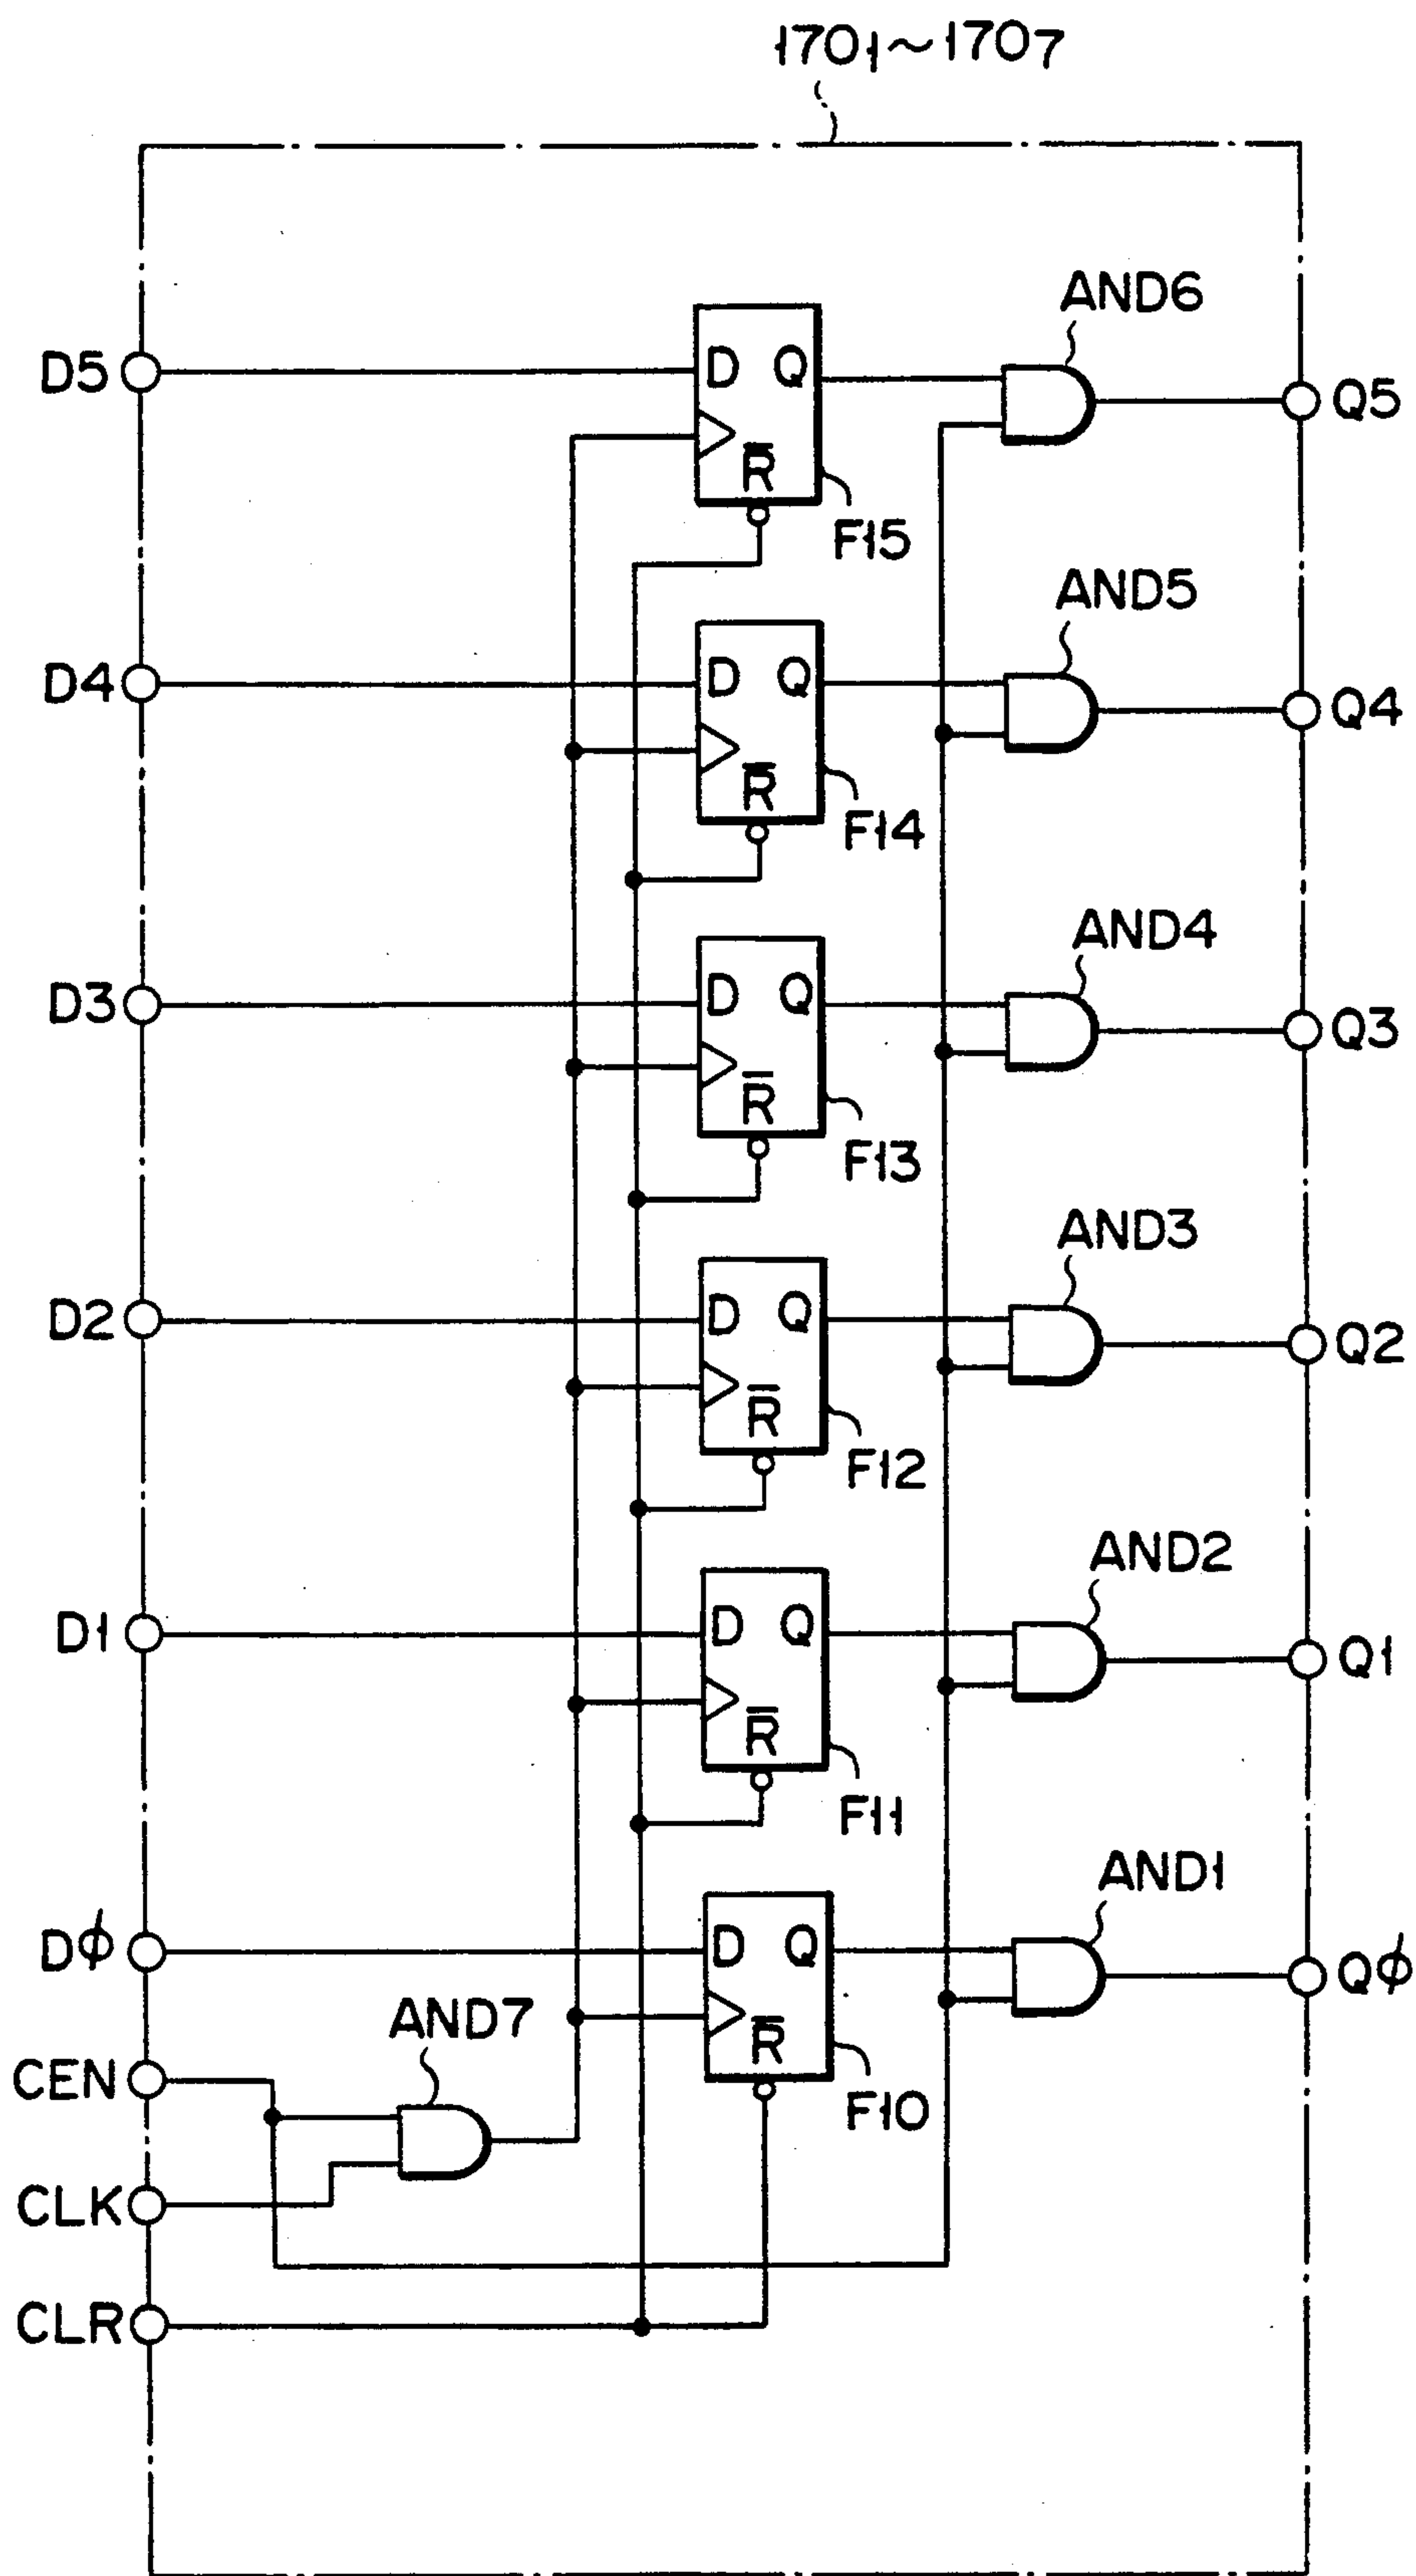 170₁~170₇
AND6
D5 D Q Q5
R̅
F15
AND5
D4 D Q Q4
R̅
F14
AND4
D3 D Q Q3
R̅
F13
AND3
D2 D Q Q2
R̅
F12
AND2
D1 D Q Q1
R̅
F11
AND1
Dϕ D Q Qϕ
AND7
R̅
CEN
F10
CLK
CLR